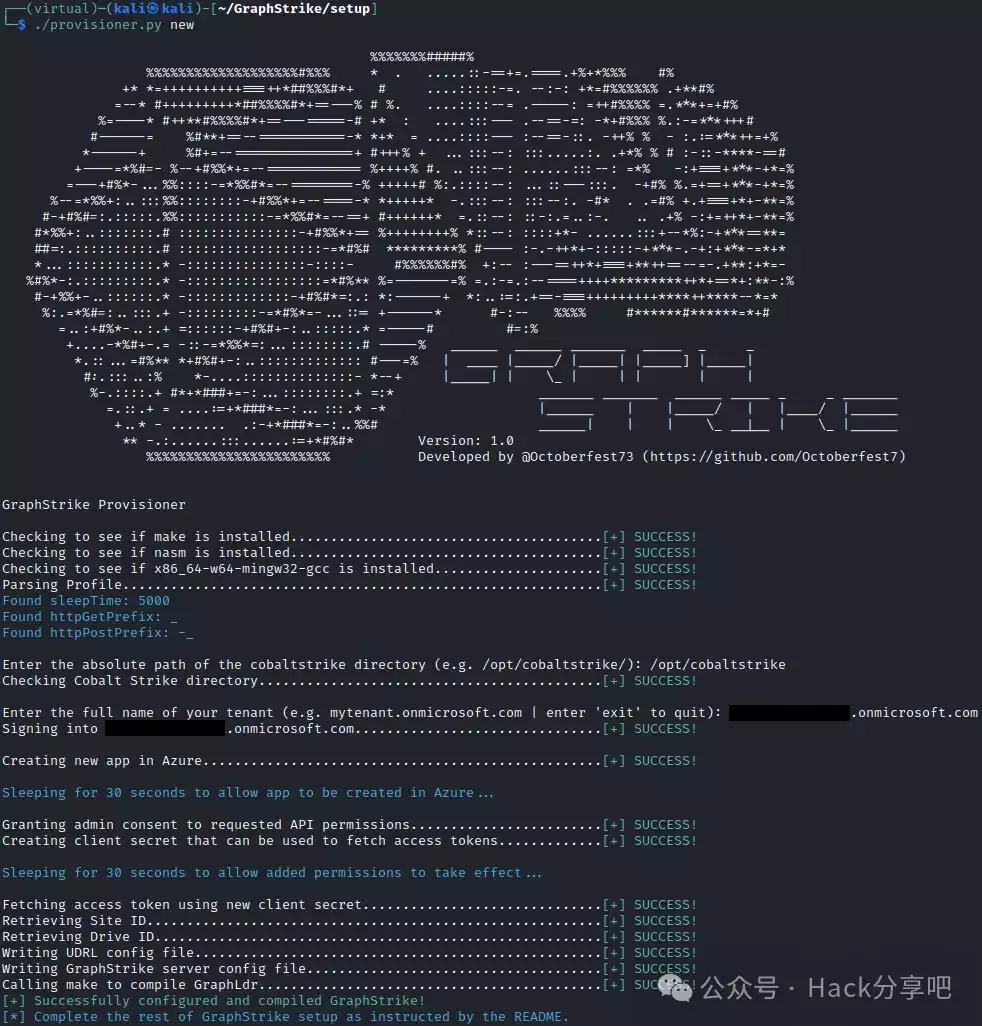 (virtual)-(kali㉿kali)-[~/GraphStrike/setup]
$ ./provisioner.py new
GRAPH
STRIKE
Version: 1.0
Developed by @Octoberfest73 (https://github.com/Octoberfest7)
GraphStrike Provisioner
Checking to see if make is installed.......................................[+] SUCCESS!
Checking to see if nasm is installed.......................................[+] SUCCESS!
Checking to see if x86_64-w64-mingw32-gcc is installed.....................[+] SUCCESS!
Parsing Profile............................................................[+] SUCCESS!
Found sleepTime: 5000
Found httpGetPrefix: _
Found httpPostPrefix: -_
Enter the absolute path of the cobaltstrike directory (e.g. /opt/cobaltstrike/): /opt/cobaltstrike
Checking Cobalt Strike directory...........................................[+] SUCCESS!
Enter the full name of your tenant (e.g. mytenant.onmicrosoft.com | enter 'exit' to quit): .onmicrosoft.com
Signing into .onmicrosoft.com...............................[+] SUCCESS!
Creating new app in Azure..................................................[+] SUCCESS!
Sleeping for 30 seconds to allow app to be created in Azure...
Granting admin consent to requested API permissions........................[+] SUCCESS!
Creating client secret that can be used to fetch access tokens.............[+] SUCCESS!
Sleeping for 30 seconds to allow added permissions to take effect...
Fetching access token using new client secret..............................[+] SUCCESS!
Retrieving Site ID.........................................................[+] SUCCESS!
Retrieving Drive ID........................................................[+] SUCCESS!
Writing UDRL config file...................................................[+] SUCCESS!
Writing GraphStrike server config file.....................................[+] SUCCESS!
Calling make to compile GraphLdr...........................................[+] SUCCESS!
公众号 · Hack分享吧
[+] Successfully configured and compiled GraphStrike!
[*] Complete the rest of GraphStrike setup as instructed by the README.